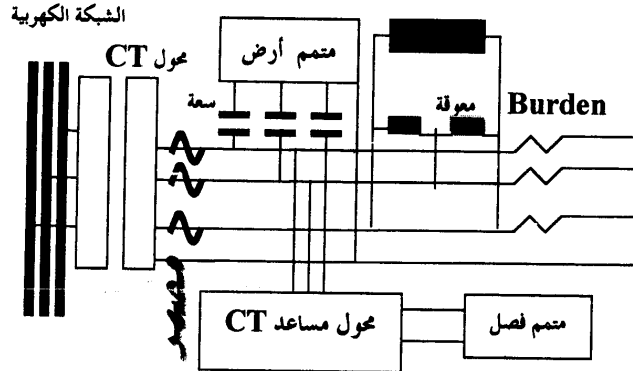 الشبكة الكهربية
محول CT
متمم أرض
سعة
معوقة
Burden
محول مساعد CT
متمم فصل